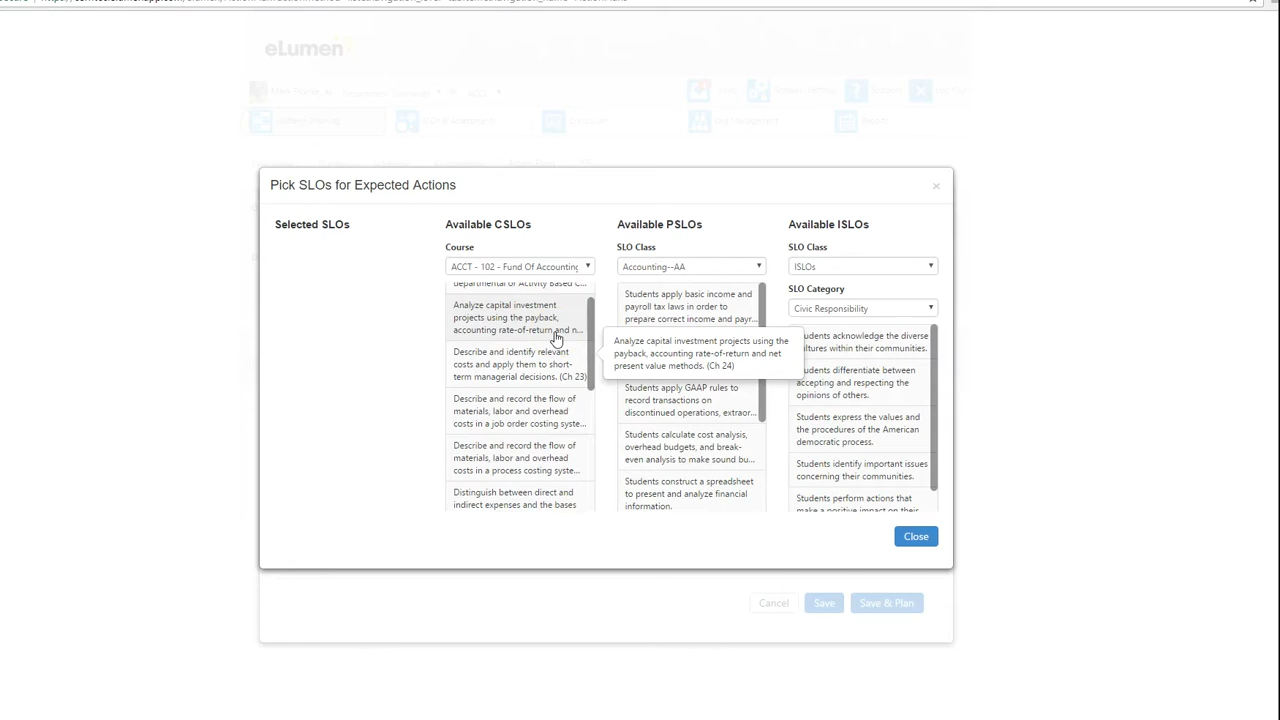 eLumen
Pick SLOs for Expected Actions
×
Selected SLOs
Available CSLOs
Course
ACCT - 102 - Fund Of Accounting
departmental or Activity Based C...
Analyze capital investment
projects using the payback,
accounting rate-of-return and n...
Describe and identify relevant
costs and apply them to short-
term managerial decisions. (Ch 23)
Describe and record the flow of
materials, labor and overhead
costs in a job order costing syste...
Describe and record the flow of
materials, labor and overhead
costs in a process costing syste...
Distinguish between direct and
indirect expenses and the bases
Available PSLOs
SLO Class
Accounting--AA
Students apply basic income and
payroll tax laws in order to
prepare correct income and payr...
Analyze capital investment projects using the
payback, accounting rate-of-return and net
present value methods. (Ch 24)
Students apply GAAP rules to
record transactions on
discontinued operations, extraor...
Students calculate cost analysis,
overhead budgets, and break-
even analysis to make sound bu...
Students construct a spreadsheet
to present and analyze financial
information.
Available ISLOs
SLO Class
ISLOs
SLO Category
Civic Responsibility
Students acknowledge the diverse
cultures within their communities.
Students differentiate between
accepting and respecting the
opinions of others.
Students express the values and
the procedures of the American
democratic process.
Students identify important issues
concerning their communities.
Students perform actions that
make a positive impact on their
Close
Cancel
Save
Save & Plan